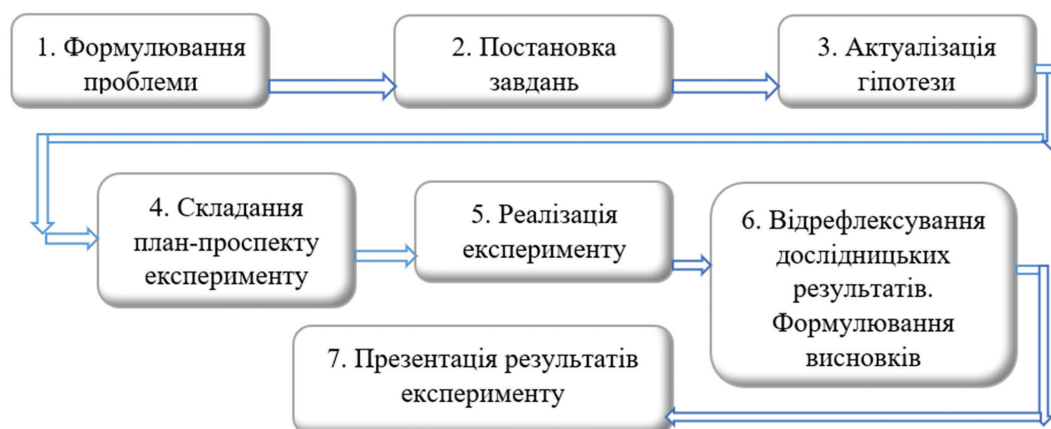 1. Формулювання
проблеми
2. Постановка
завдань
3. Актуалізація
гіпотези
4. Складання
план-проспекту
експерименту
5. Реалізація
експерименту
6. Відрефлексування
дослідницьких
результатів.
Формулювання
висновків
7. Презентація результатів
експерименту